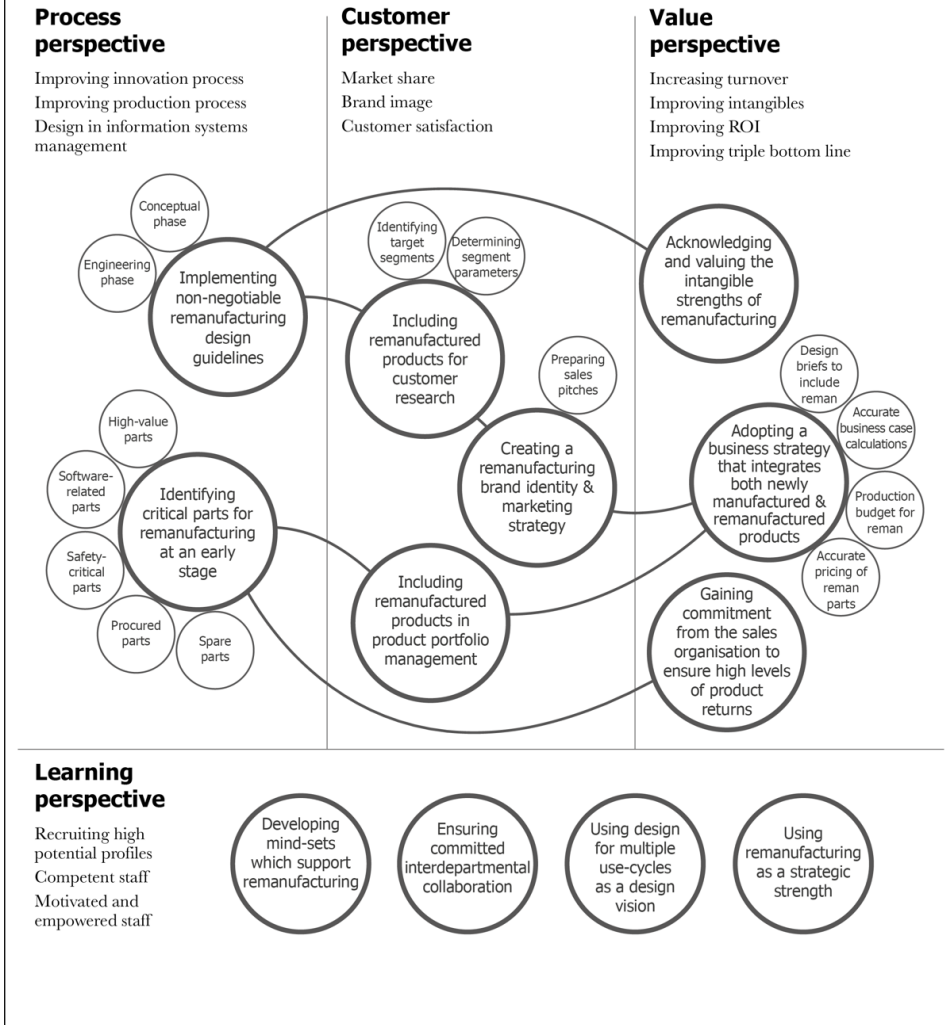 Process
perspective
Improving innovation process
Improving production process
Design in information systems
management
Customer
perspective
Market share
Brand image
Customer satisfaction
Value
perspective
Increasing turnover
Improving intangibles
Improving ROI
Improving triple bottom line
Conceptual
phase
Engineering
phase
Implementing
non-negotiable
remanufacturing
design
guidelines
High-value
parts
Software-
related
parts
Safety-
critical
parts
Procured
parts
Spare
parts
Identifying
critical parts for
remanufacturing
at an early
stage
Identifying
target
segments
Determining
segment
parameters
Including
remanufactured
products for
customer
research
Preparing
sales
pitches
Creating a
remanufacturing
brand identity &
marketing
strategy
Including
remanufactured
products in
product portfolio
management
Acknowledging
and valuing the
intangible
strengths of
remanufacturing
Design
briefs to
include
reman
Accurate
business case
calculations
Production
budget for
reman
Accurate
pricing of
reman
parts
Adopting a
business strategy
that integrates
both newly
manufactured &
remanufactured
products
Gaining
commitment
from the sales
organisation to
ensure high levels
of product
returns
Learning
perspective
Recruiting high
potential profiles
Competent staff
Motivated and
empowered staff
Developing
mind-sets
which support
remanufacturing
Ensuring
committed
interdepartmental
collaboration
Using design
for multiple
use-cycles
as a design
vision
Using
remanufacturing
as a strategic
strength